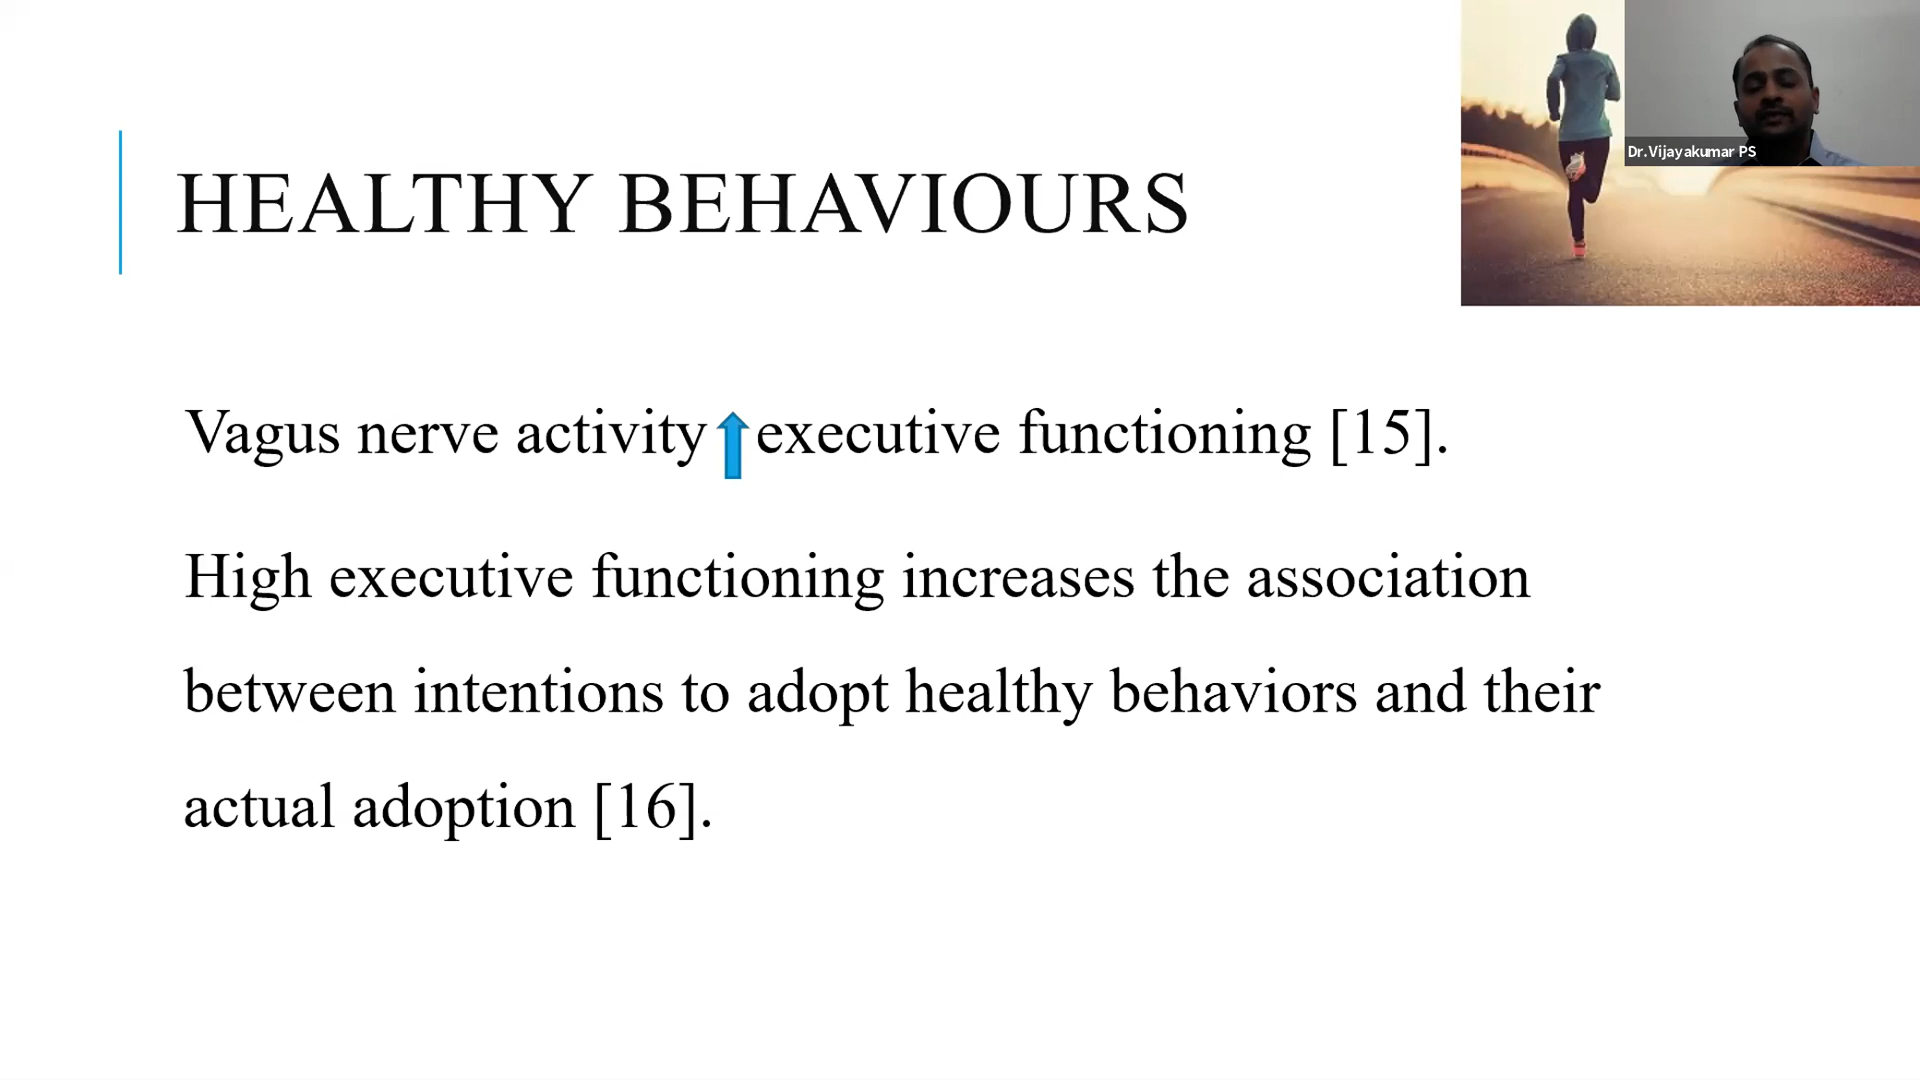 HEALTHY BEHAVIOURS
Dr.Vijayakumar PS
Vagus nerve activity executive functioning [15].
High executive functioning increases the association
between intentions to adopt healthy behaviors and their
actual adoption [16].